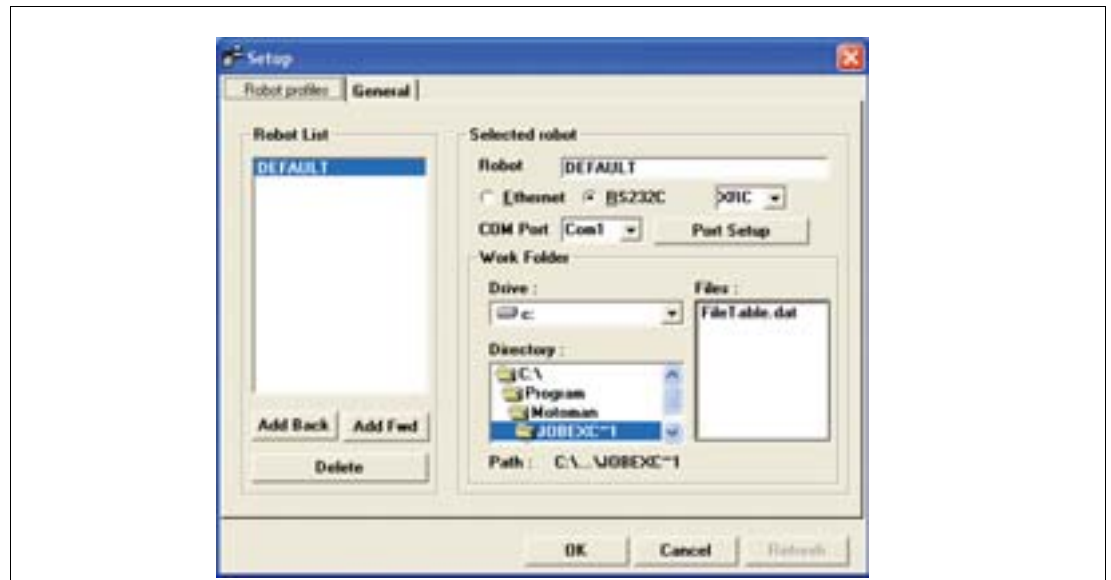 Setup
Robot profiles General
Robot List
DEFAULT
Add Back Add Fwd
Delete
Selected robot
Robot DEFAULT
Ethernet RS232C XRC
COM Port Com1 Port Setup
Work Folder
Drive :
c:
Directory :
C:\
Program
Motoman
JOBEXC~1
Path : C:\...\JOBEXC~1
Files :
FileTable.dat
OK Cancel Refresh